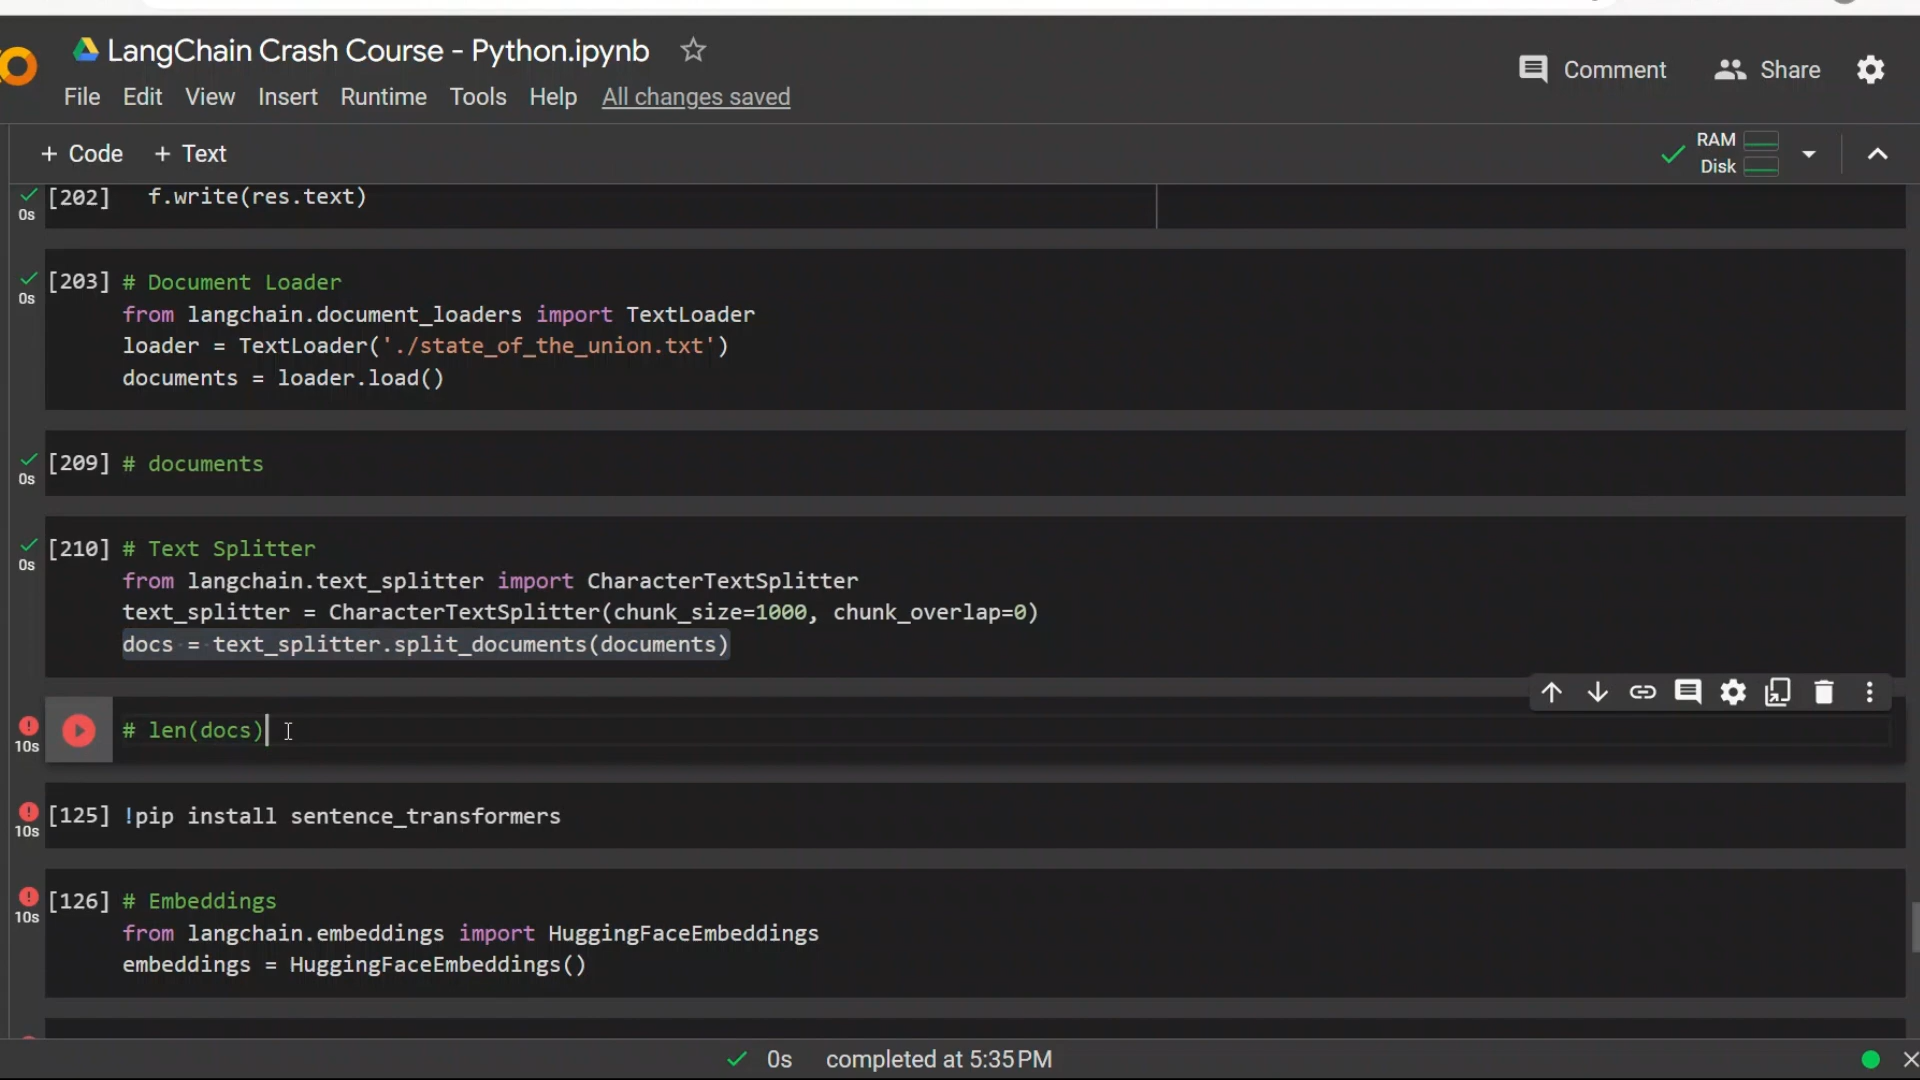 LangChain Crash Course - Python.ipynb
Comment
Share
File Edit View Insert Runtime Tools Help All changes saved
+ Code + Text
RAM
Disk
[202] f.write(res.text)
0s
[203] # Document Loader
0s
from langchain.document_loaders import TextLoader
loader = TextLoader('./state_of_the_union.txt')
documents = loader.load()
[209] # documents
0s
[210] # Text Splitter
0s
from langchain.text_splitter import CharacterTextSplitter
text_splitter = CharacterTextSplitter(chunk_size=1000, chunk_overlap=0)
docs = text_splitter.split_documents(documents)
# len(docs)
10s
[125] !pip install sentence_transformers
10s
[126] # Embeddings
10s
from langchain.embeddings import HuggingFaceEmbeddings
embeddings = HuggingFaceEmbeddings()
0s completed at 5:35 PM